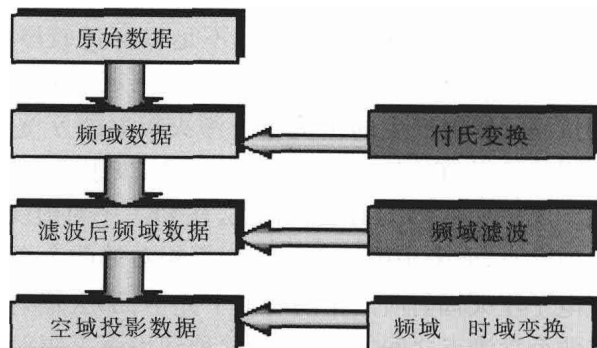 原始数据
频域数据
付氏变换
滤波后频域数据
频域滤波
空域投影数据
频域 时域变换